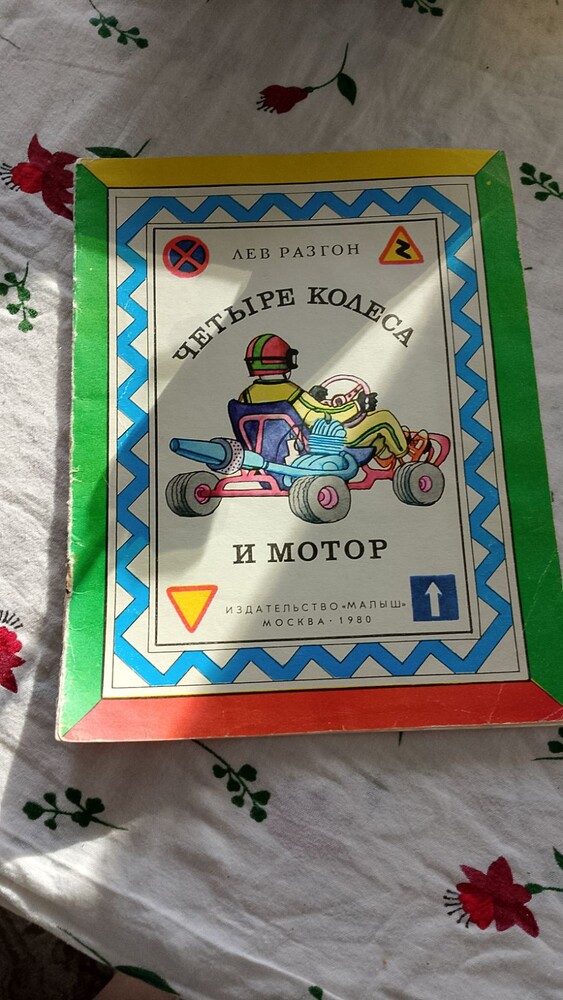 ЛЕВ РАЗГОН
ЧЕТЫРЕ КОЛЕСА
И МОТОР
ИЗДАТЕЛЬСТВО «МАЛЫШ»
МОСКВА · 1980